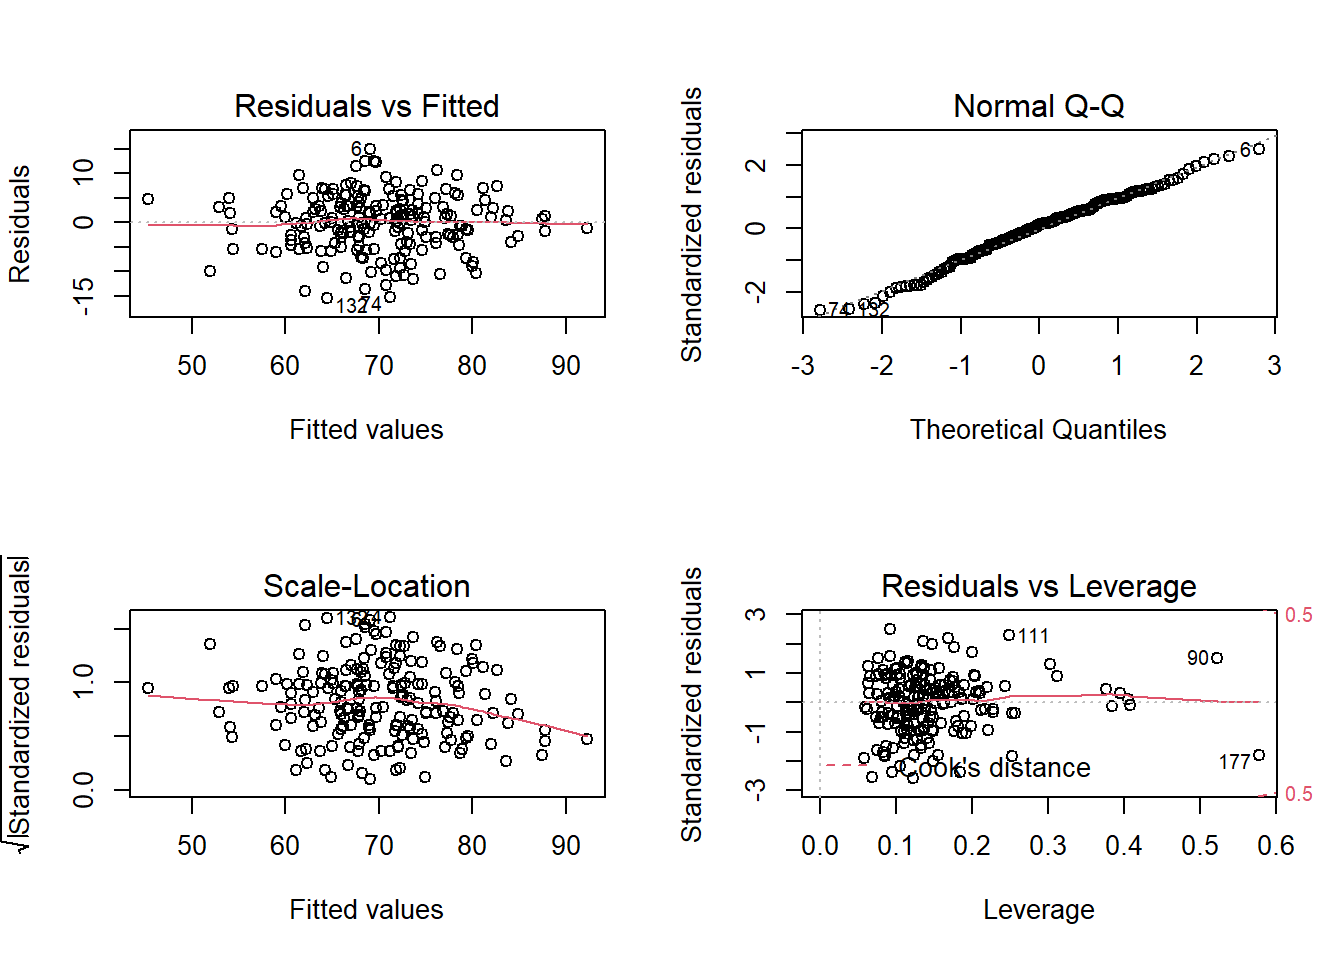 Residuals vs Fitted
Residuals
10
0
-15
6
132
74
50 60 70 80 90
Fitted values
Normal Q-Q
Standardized residuals
2
0
-2
6
74
132
-3 -2 -1 0 1 2 3
Theoretical Quantiles
Scale-Location
√|Standardized residuals|
1.0
0.0
132
6
74
50 60 70 80 90
Fitted values
Residuals vs Leverage
Standardized residuals
3
1
-1
-3
0.5
0.5
111
90
177
Cook's distance
0.0 0.1 0.2 0.3 0.4 0.5 0.6
Leverage